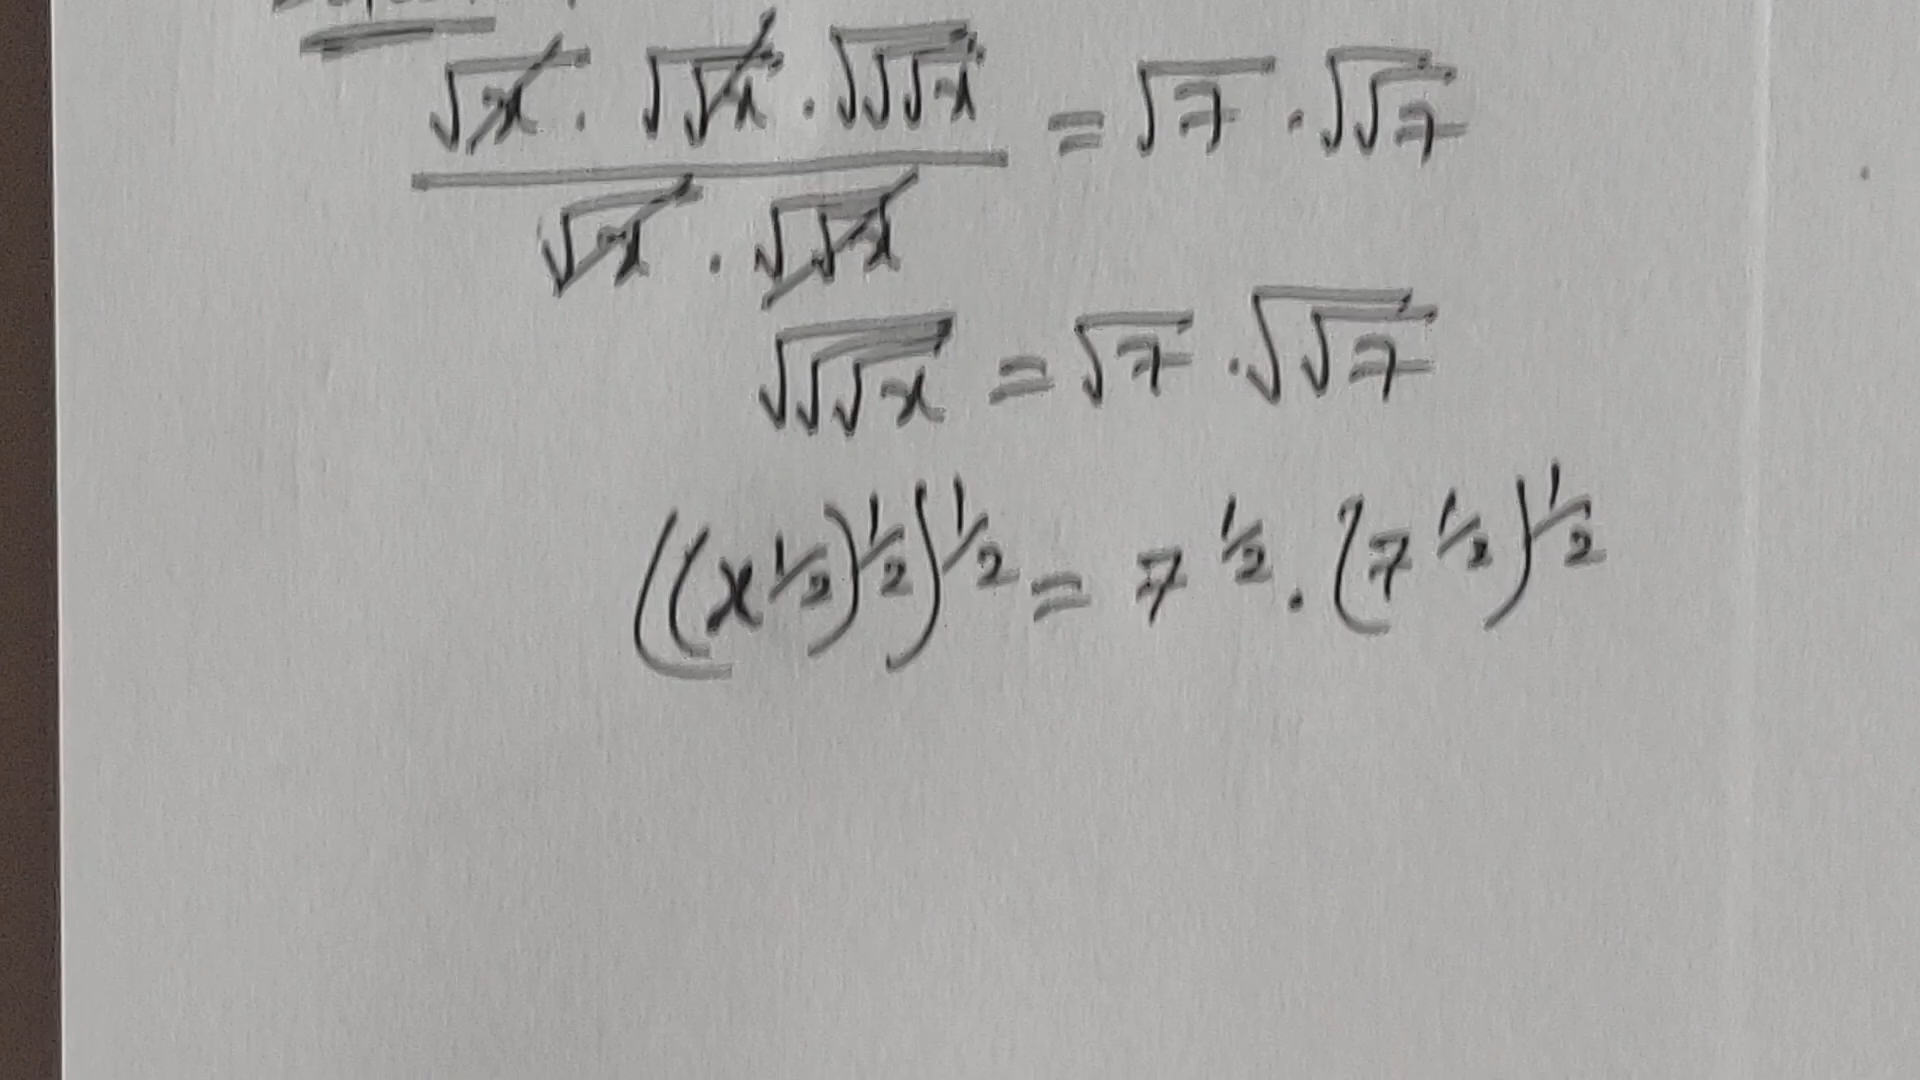 √x . √√x . √√√x / √x . √√x = √7 . √√7
√√√x = √7 . √√7
((x^1/2)^1/2)^1/2 = 7^1/2 . (7^1/2)^1/2